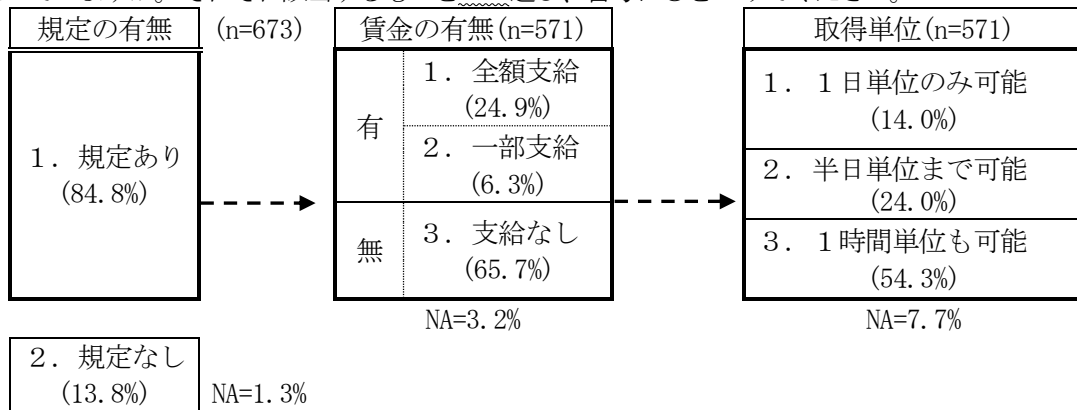 規定の有無 (n=673) 賃金の有無(n=571) 取得単位(n=571)
1. 規定あり
(84.8%)
有
1. 全額支給
(24.9%)
2. 一部支給
(6.3%)
無
3. 支給なし
(65.7%)
NA=3.2%
1. 1日単位のみ可能
(14.0%)
2. 半日単位まで可能
(24.0%)
3. 1時間単位も可能
(54.3%)
NA=7.7%
2. 規定なし
(13.8%) NA=1.3%